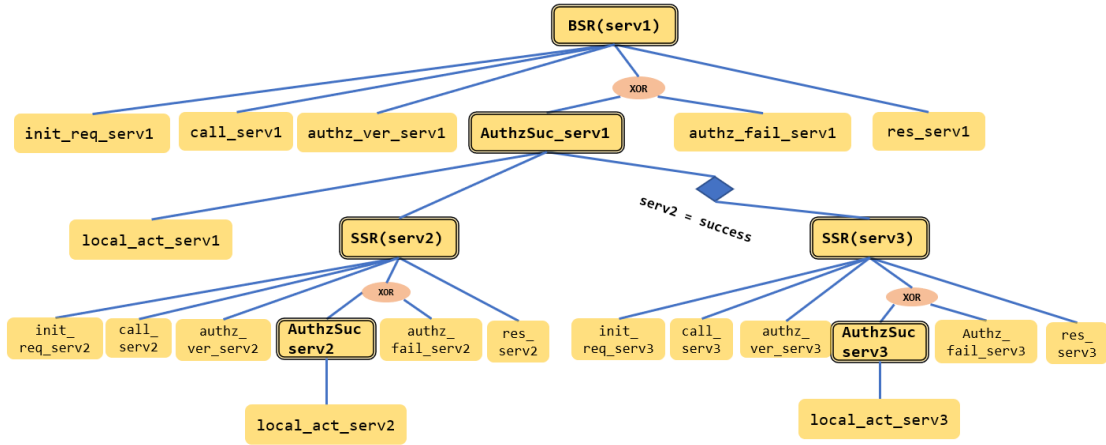 BSR(serv1)
XOR
init_req_serv1
call_serv1
authz_ver_serv1
AuthzSuc_serv1
authz_fail_serv1
res_serv1
serv2 = success
local_act_serv1
SSR(serv2)
SSR(serv3)
XOR
XOR
init_
req_serv2
call_
serv2
authz_
ver_serv2
AuthzSuc
serv2
authz_
fail_serv2
res_
serv2
init_
req_serv3
call_
serv3
authz_
ver_serv3
AuthzSuc
serv3
Authz_
fail_serv3
res_
serv3
local_act_serv2
local_act_serv3